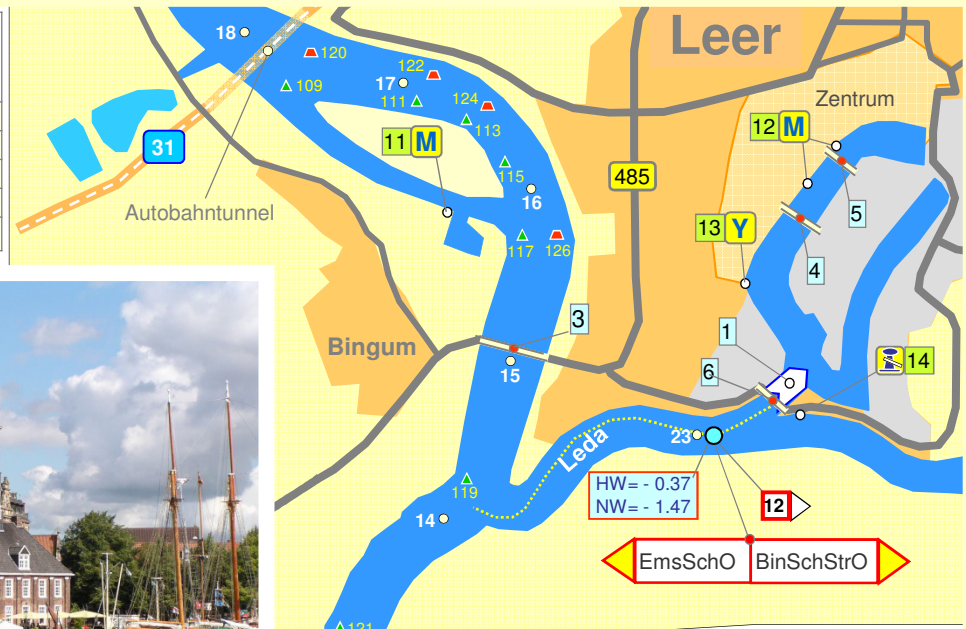 Leer
18
120
122
17
109
111
124
113
Zentrum
12 M
31
11 M
115
485
16
5
Autobahntunnel
13 Y
117
126
4
3
1
Bingum
15
6
14
23
Leda
HW= - 0.37
NW= - 1.47
119
12
14
EmsSchO
BinSchStrO
121